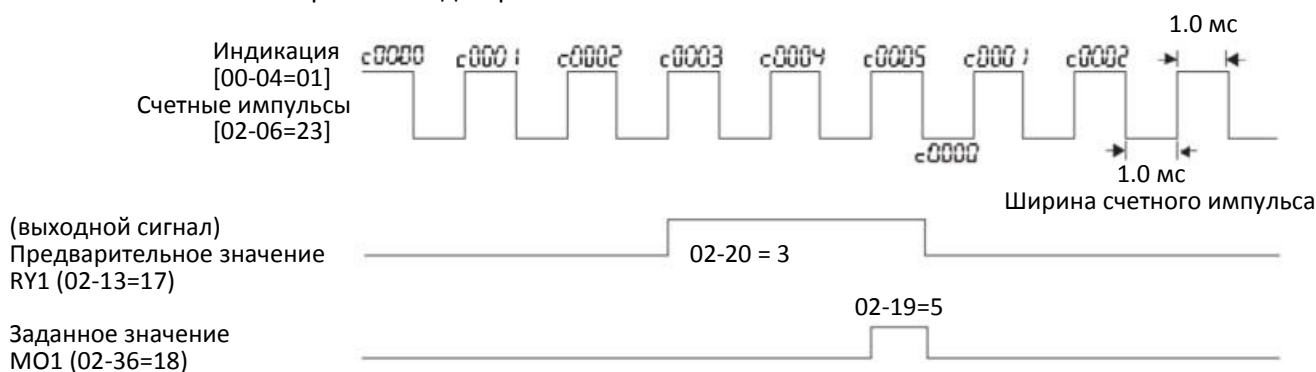 1.0 мс
Индикация
c0000 c0001 c0002 c0003 c0004 c0005 c0001 c0002
[00-04=01]
Счетные импульсы
[02-06=23]
c0000
1.0 мс
Ширина счетного импульса
(выходной сигнал)
Предварительное значение
02-20 = 3
RY1 (02-13=17)
02-19=5
Заданное значение
MO1 (02-36=18)